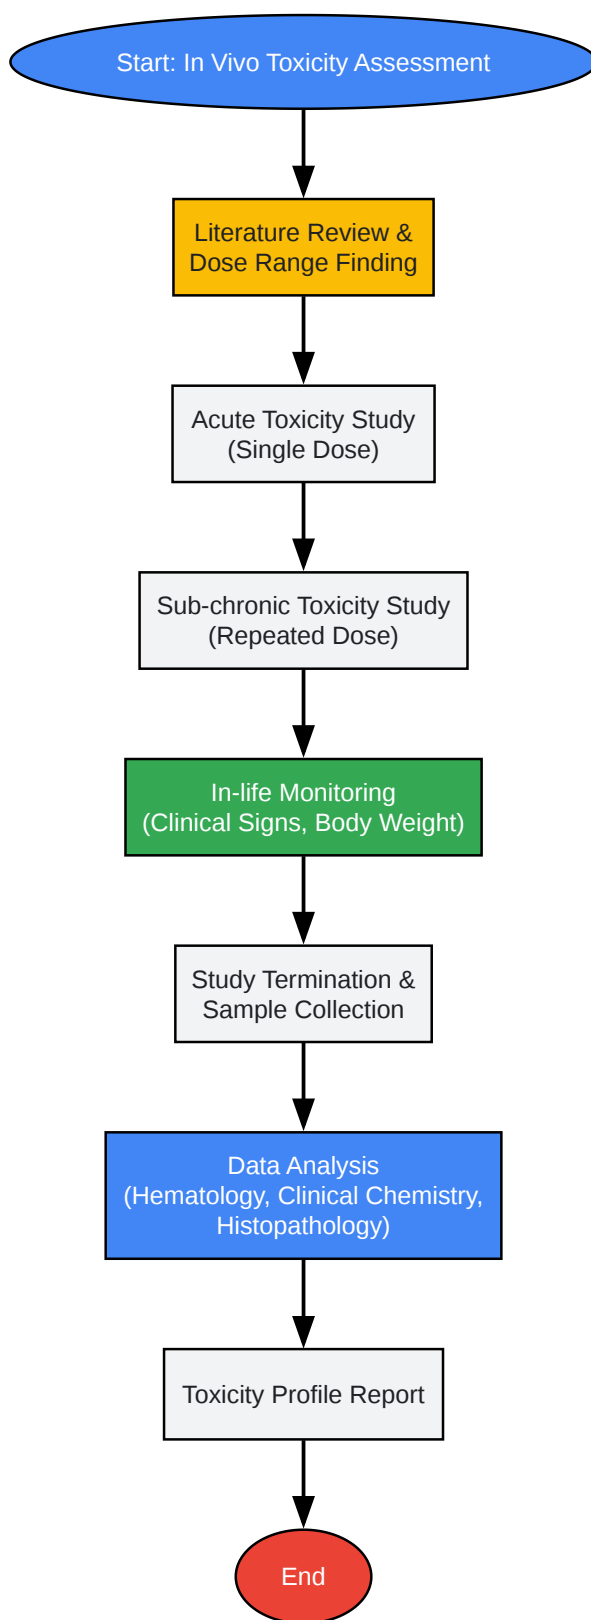 Start: In Vivo Toxicity Assessment
Literature Review &
Dose Range Finding
Acute Toxicity Study
(Single Dose)
Sub-chronic Toxicity Study
(Repeated Dose)
In-life Monitoring
(Clinical Signs, Body Weight)
Study Termination &
Sample Collection
Data Analysis
(Hematology, Clinical Chemistry,
Histopathology)
Toxicity Profile Report
End